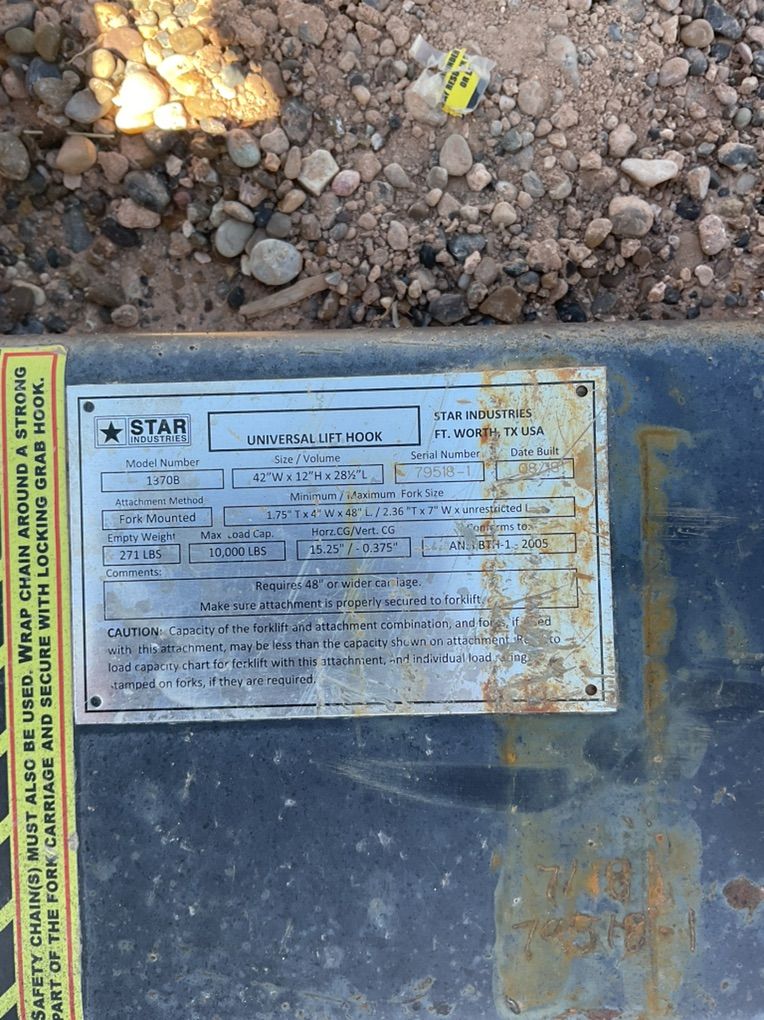 STAR
INDUSTRIES
UNIVERSAL LIFT HOOK
STAR INDUSTRIES
FT. WORTH, TX USA
Model Number
1370B
Size / Volume
42"W x 12"H x 28½"L
Serial Number
79518-1
Date Built
08/18
Attachment Method
Fork Mounted
Minimum / Maximum Fork Size
1.75" T x 4" W x 48" L / 2.36 "T x 7" W x unrestricted L
Empty Weight
271 LBS
Max Load Cap.
10,000 LBS
Horz.CG/Vert. CG
15.25" / - 0.375"
Conforms to:
ANSI BTH-1 - 2005
Comments:
Requires 48" or wider carriage.
Make sure attachment is properly secured to forklift.
CAUTION: Capacity of the forklift and attachment combination, and forks, if used
with this attachment, may be less than the capacity shown on attachment. Refer to
load capacity chart for forklift with this attachment, and individual load rating
stamped on forks, if they are required.
SAFETY CHAIN(S) MUST ALSO BE USED. WRAP CHAIN AROUND A STRONG
PART OF THE FORK CARRIAGE AND SECURE WITH LOCKING GRAB HOOK.
7/18
79518-1
OR